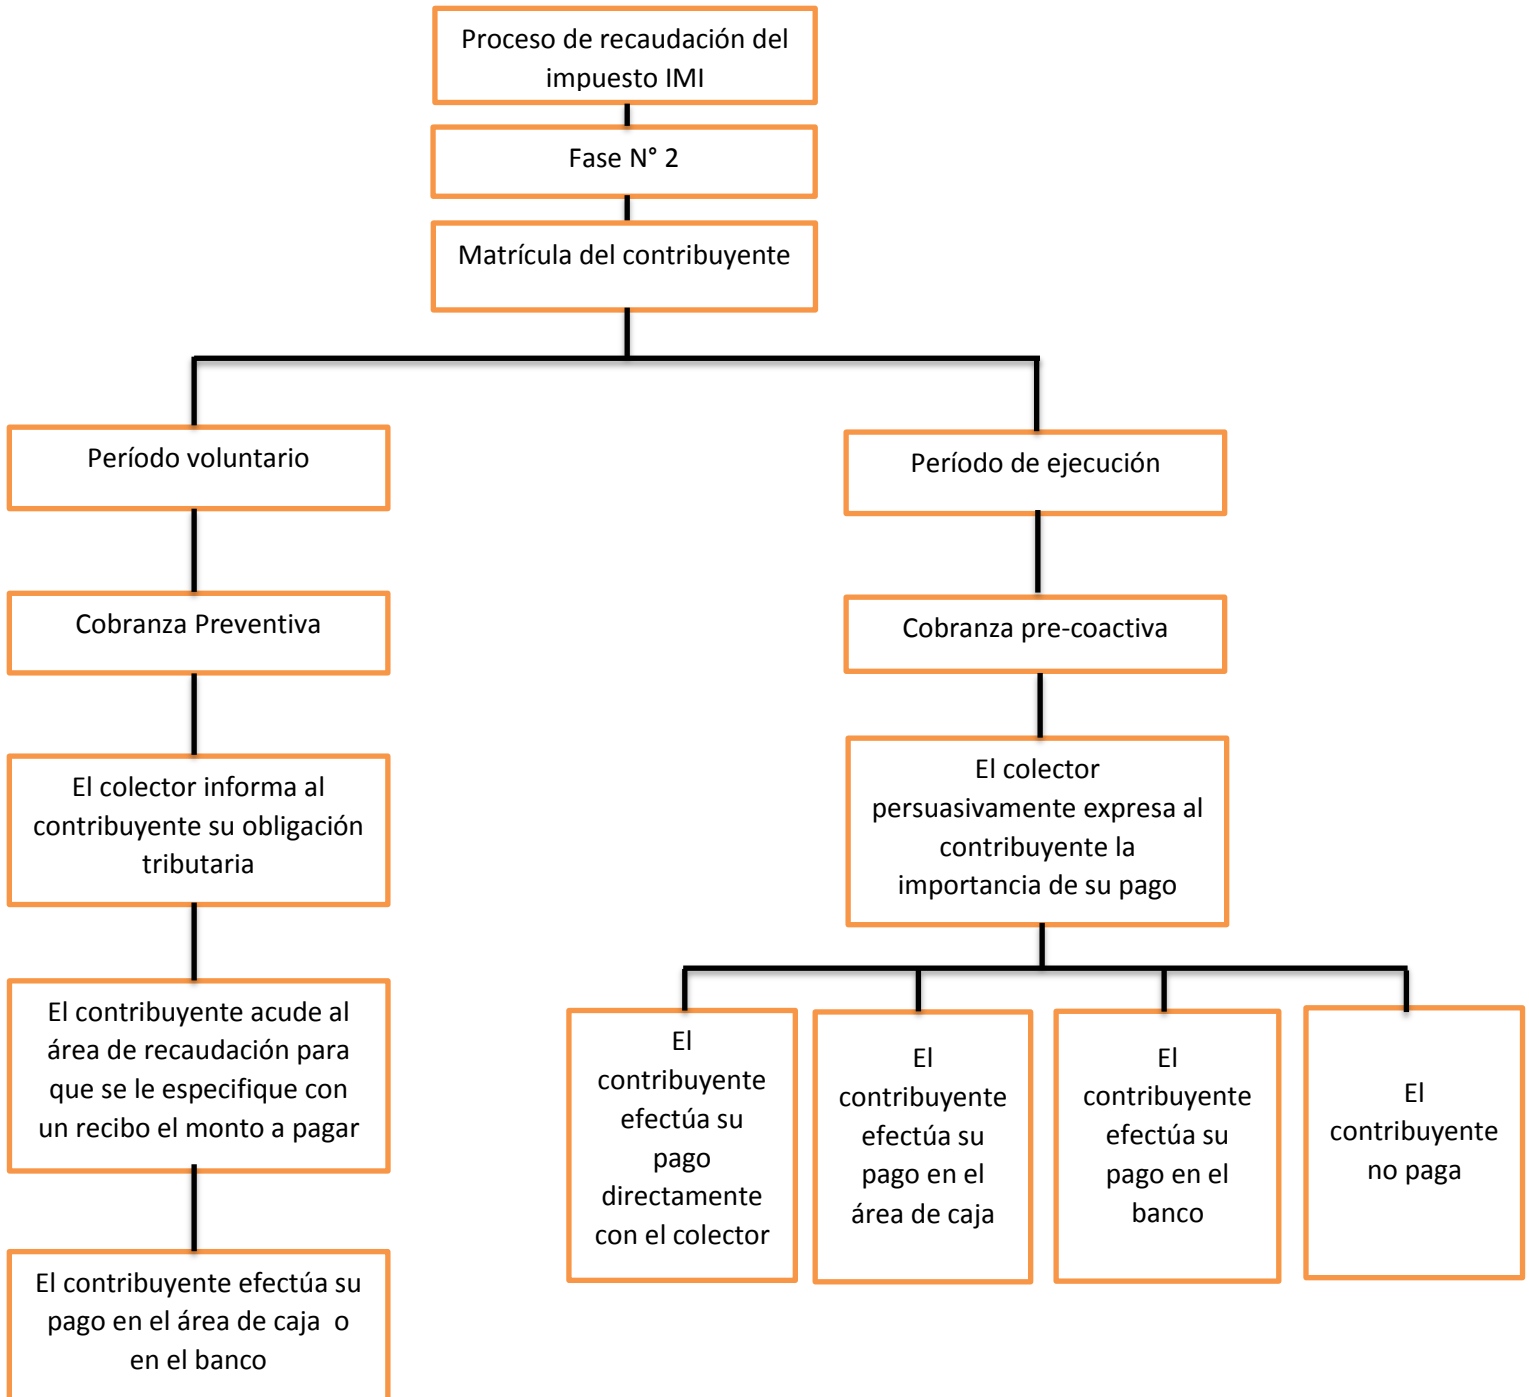 Proceso de recaudación del
impuesto IMI
Fase N° 2
Matrícula del contribuyente
Período voluntario
Cobranza Preventiva
El colector informa al
contribuyente su obligación
tributaria
El contribuyente acude al
área de recaudación para
que se le especifique con
un recibo el monto a pagar
El contribuyente efectúa su
pago en el área de caja o
en el banco
Período de ejecución
Cobranza pre-coactiva
El colector
persuasivamente expresa al
contribuyente la
importancia de su pago
El
contribuyente
efectúa su
pago
directamente
con el colector
El
contribuyente
efectúa su
pago en el
área de caja
El
contribuyente
efectúa su
pago en el
banco
El
contribuyente
no paga